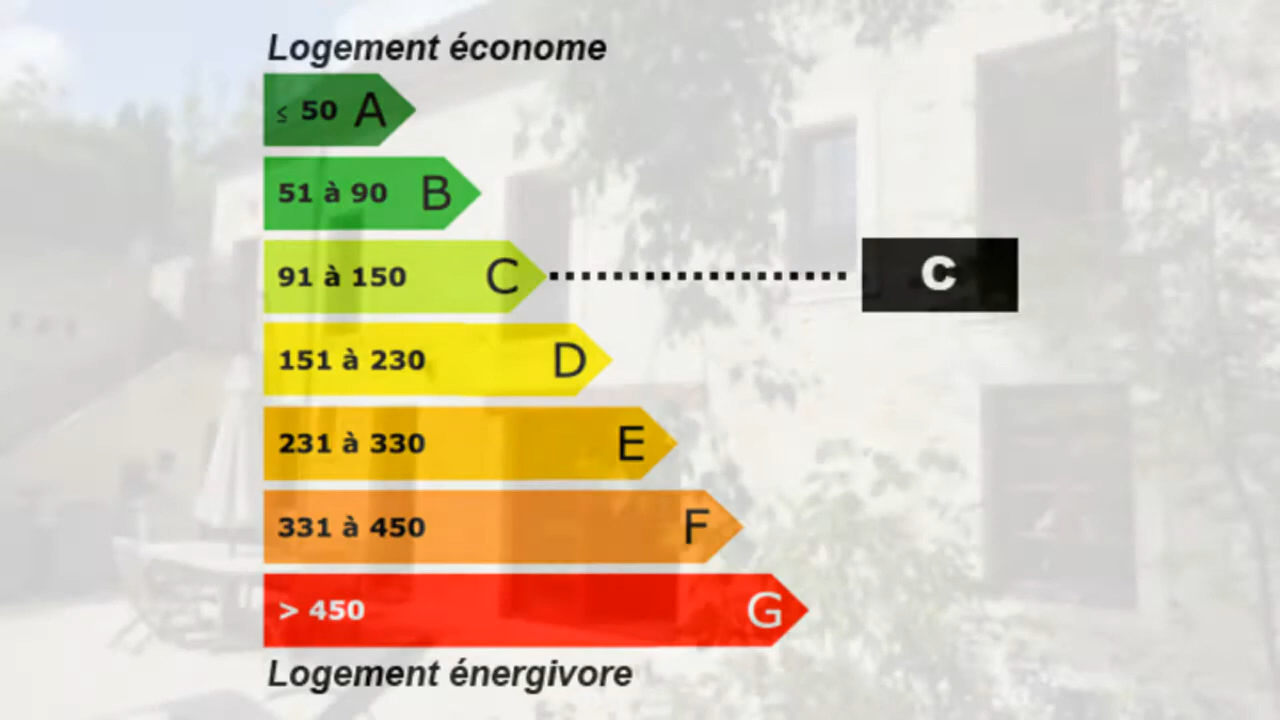 Logement économe
≤ 50 A
51 à 90 B
91 à 150 C
C
151 à 230 D
231 à 330 E
331 à 450 F
> 450 G
Logement énergivore